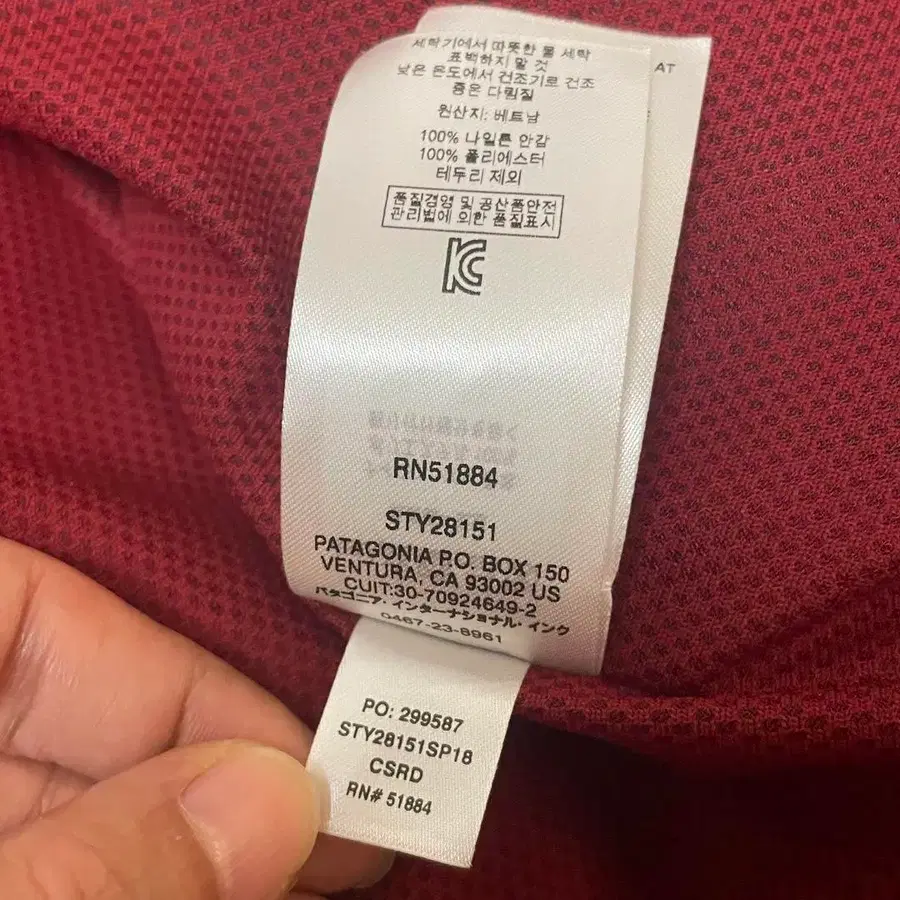 세탁기에서 따뜻한 물 세탁
표백하지 말 것
낮은 온도에서 건조기로 건조
중온 다림질
원산지: 베트남
100% 나일론 안감
100% 폴리에스터
테두리 제외
품질경영 및 공산품안전
관리법에 의한 품질표시
KC
RN51884
STY28151
PATAGONIA P.O. BOX 150
VENTURA, CA 93002 US
CUIT:30-70924649-2
パタゴニア・インターナショナル・インク
0467-23-8961
AT
PO: 299587
STY28151SP18
CSRD
RN# 51884